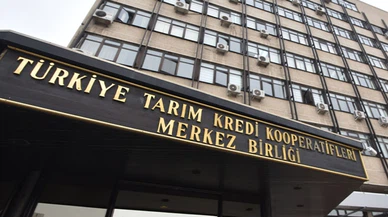 TÜRKİYE TARIM KREDİ KOOPERATİFLERİ
MERKEZ BİRLİĞİ